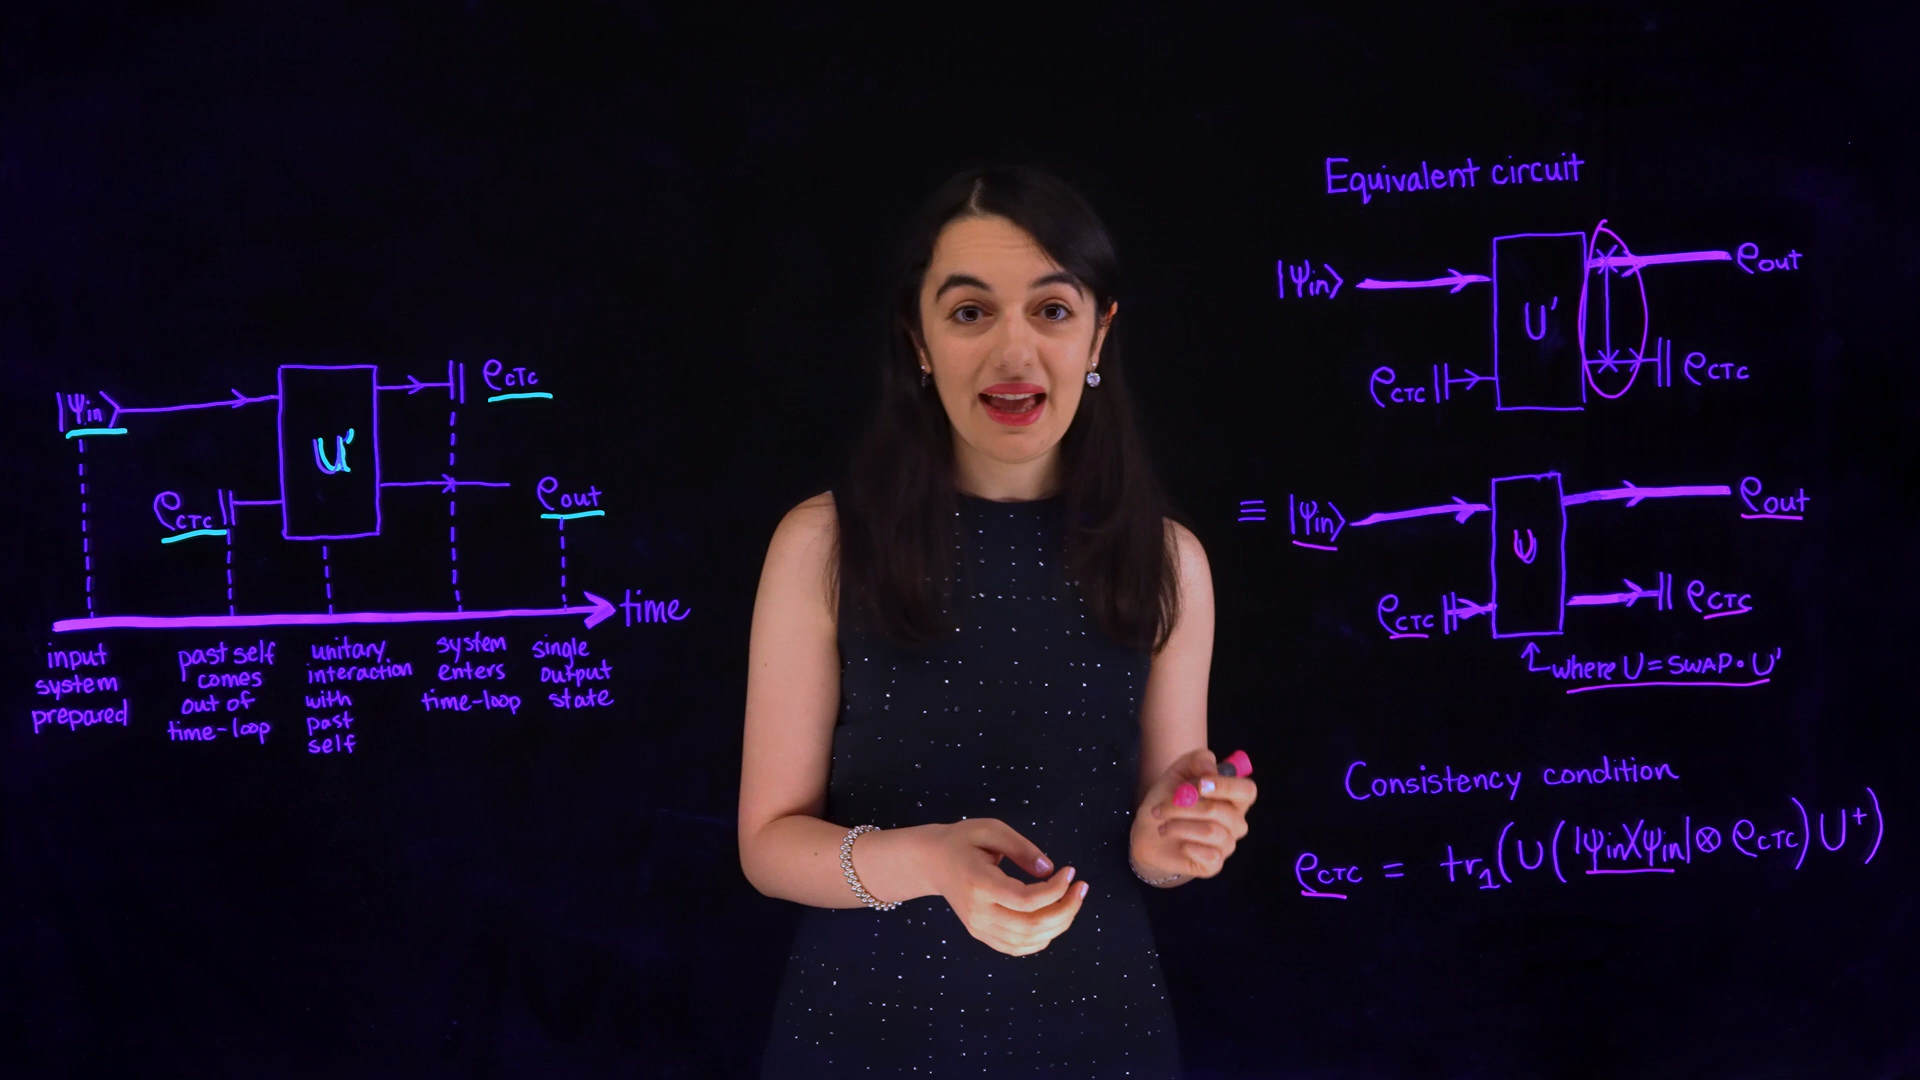 |ψin⟩
ρCTC
U'
ρCTC
ρout
time
input
system
prepared
past self
comes
out of
time-loop
unitary
interaction
with
past
self
system
enters
time-loop
single
output
state
Equivalent circuit
|ψin⟩
ρCTC
U'
ρout
ρCTC
≡ |ψin⟩
ρCTC
U
ρout
ρCTC
where U = SWAP • U'
Consistency condition
ρCTC = tr1(U(|ψin⟩⟨ψin| ⊗ ρCTC)U†)